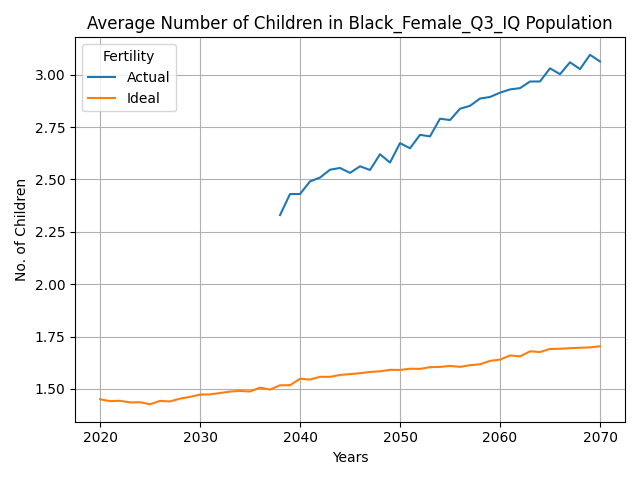 Average Number of Children in Black_Female_Q3_IQ Population
Fertility
Actual
Ideal
No. of Children
3.00
2.75
2.50
2.25
2.00
1.75
1.50
2020 2030 2040 2050 2060 2070
Years